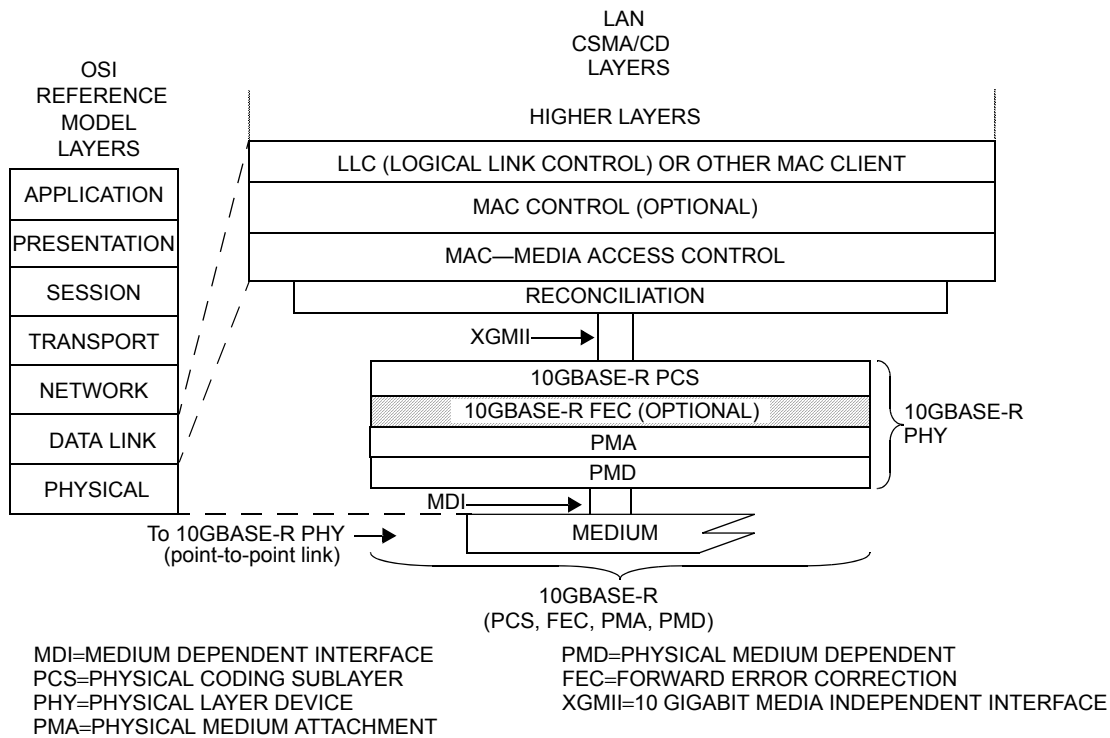 LAN
CSMA/CD
LAYERS
OSI
REFERENCE
MODEL
LAYERS
HIGHER LAYERS
LLC (LOGICAL LINK CONTROL) OR OTHER MAC CLIENT
APPLICATION
MAC CONTROL (OPTIONAL)
PRESENTATION
MAC—MEDIA ACCESS CONTROL
SESSION
RECONCILIATION
TRANSPORT
XGMII
10GBASE-R PCS
NETWORK
10GBASE-R FEC (OPTIONAL)
10GBASE-R
PHY
DATA LINK
PMA
PMD
PHYSICAL
MDI
To 10GBASE-R PHY
(point-to-point link)
MEDIUM
10GBASE-R
(PCS, FEC, PMA, PMD)
MDI=MEDIUM DEPENDENT INTERFACE
PCS=PHYSICAL CODING SUBLAYER
PHY=PHYSICAL LAYER DEVICE
PMA=PHYSICAL MEDIUM ATTACHMENT
PMD=PHYSICAL MEDIUM DEPENDENT
FEC=FORWARD ERROR CORRECTION
XGMII=10 GIGABIT MEDIA INDEPENDENT INTERFACE